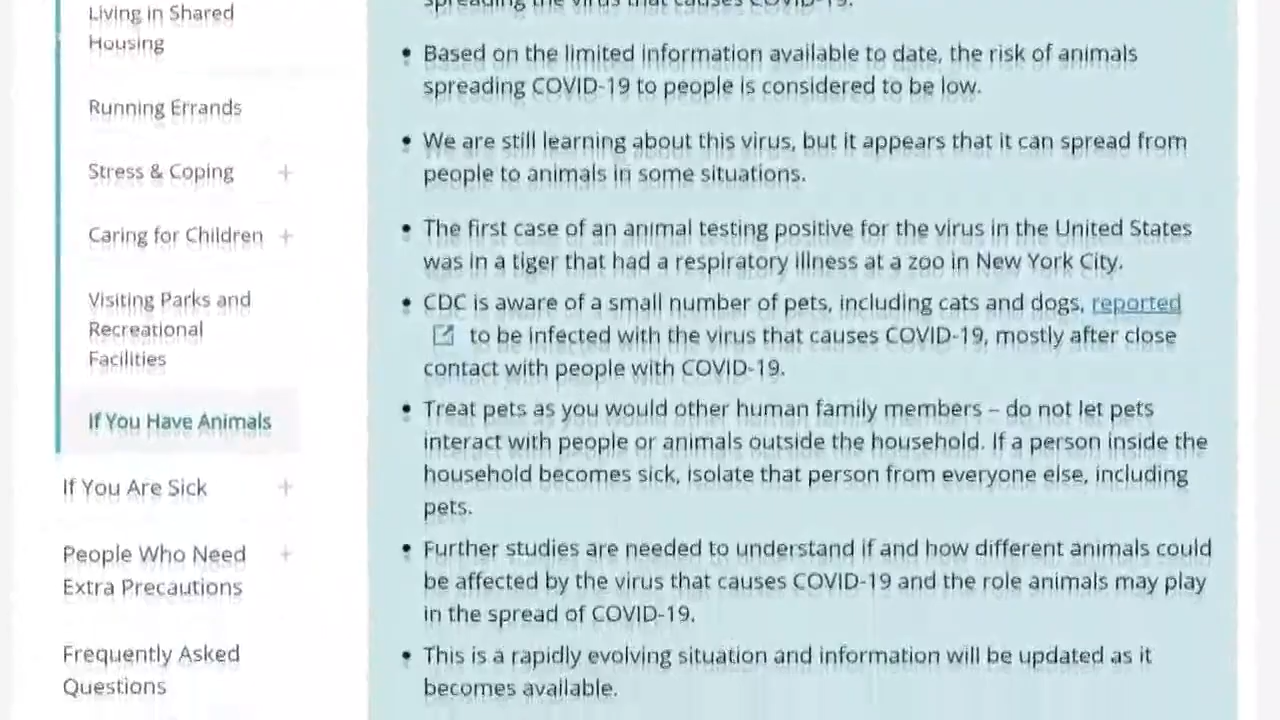 Living in Shared
Housing
Running Errands
Stress & Coping +
Caring for Children +
Visiting Parks and
Recreational
Facilities
If You Have Animals
If You Are Sick +
People Who Need +
Extra Precautions
Frequently Asked
Questions
spreading the virus that causes COVID-19.
• Based on the limited information available to date, the risk of animals
spreading COVID-19 to people is considered to be low.
• We are still learning about this virus, but it appears that it can spread from
people to animals in some situations.
• The first case of an animal testing positive for the virus in the United States
was in a tiger that had a respiratory illness at a zoo in New York City.
• CDC is aware of a small number of pets, including cats and dogs, reported
to be infected with the virus that causes COVID-19, mostly after close
contact with people with COVID-19.
• Treat pets as you would other human family members – do not let pets
interact with people or animals outside the household. If a person inside the
household becomes sick, isolate that person from everyone else, including
pets.
• Further studies are needed to understand if and how different animals could
be affected by the virus that causes COVID-19 and the role animals may play
in the spread of COVID-19.
• This is a rapidly evolving situation and information will be updated as it
becomes available.